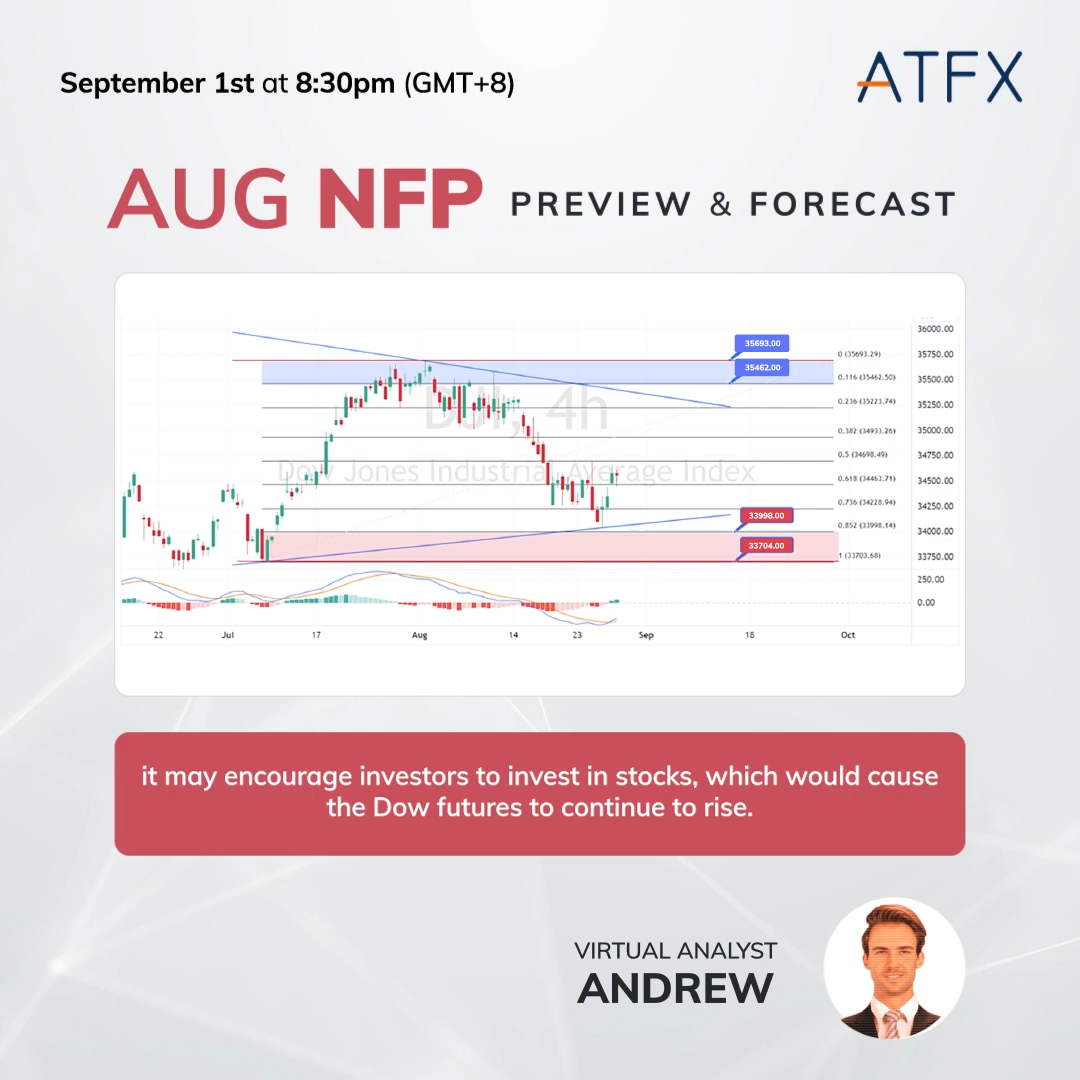 September 1st at 8:30pm (GMT+8)
ATFX
AUG NFP PREVIEW & FORECAST
DJI, 4h
Dow Jones Industrial Average Index
36000.00
35750.00
35500.00
35250.00
35000.00
34750.00
34500.00
34250.00
34000.00
33750.00
250.00
0.00
35693.00
35462.00
33998.00
33704.00
0 (35693.29)
0.116 (35462.50)
0.236 (35223.74)
0.382 (34933.26)
0.5 (34698.49)
0.618 (34463.71)
0.736 (34228.94)
0.852 (33998.14)
1 (33703.68)
22 Jul 17 Aug 14 23 Sep 18 Oct
it may encourage investors to invest in stocks, which would cause
the Dow futures to continue to rise.
VIRTUAL ANALYST
ANDREW